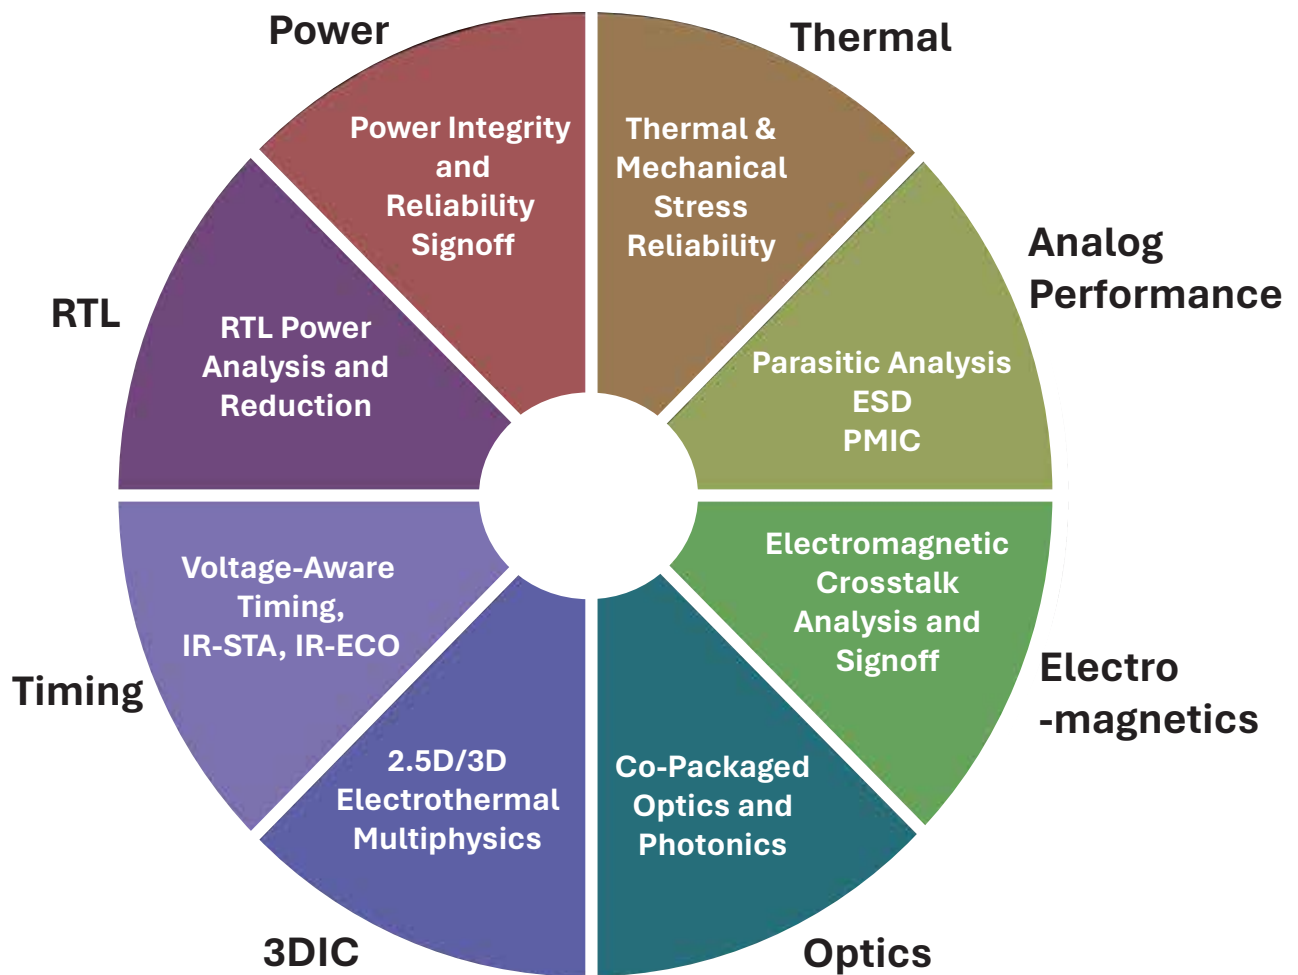 Power
Thermal
Power Integrity
and
Reliability
Signoff
Thermal &
Mechanical
Stress
Reliability
Analog
Performance
Parasitic Analysis
ESD
PMIC
RTL
RTL Power
Analysis and
Reduction
Voltage-Aware
Timing,
IR-STA, IR-ECO
Timing
Electromagnetic
Crosstalk
Analysis and
Signoff
Electro
-magnetics
2.5D/3D
Electrothermal
Multiphysics
3DIC
Co-Packaged
Optics and
Photonics
Optics